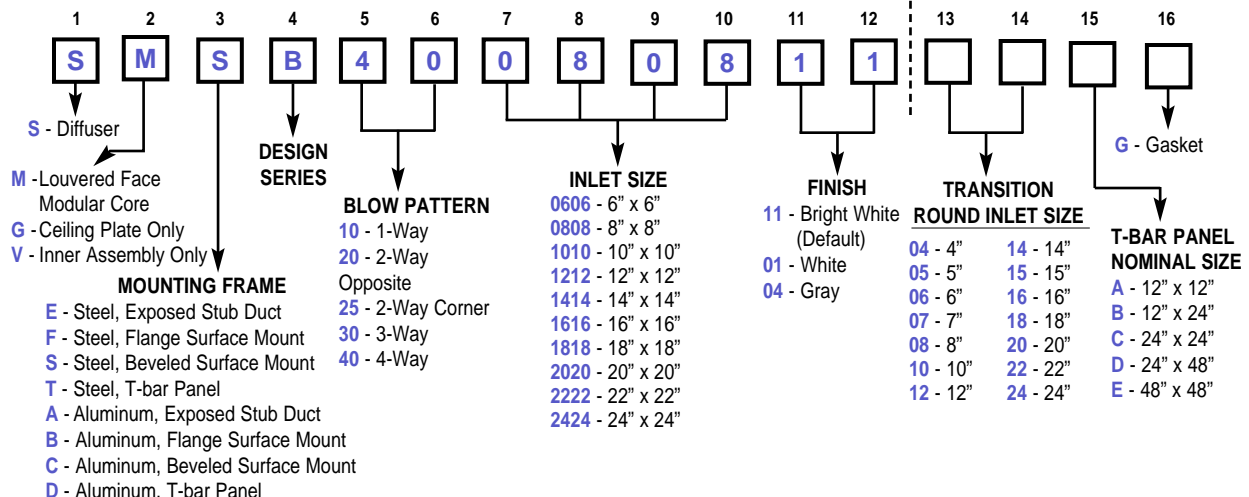 1 2 3 4 5 6 7 8 9 10 11 12 13 14 15 16
S M S B 4 0 0 8 0 8 1 1
S - Diffuser
M -Louvered Face
Modular Core
G -Ceiling Plate Only
V - Inner Assembly Only
MOUNTING FRAME
E - Steel, Exposed Stub Duct
F - Steel, Flange Surface Mount
S - Steel, Beveled Surface Mount
T - Steel, T-bar Panel
A - Aluminum, Exposed Stub Duct
B - Aluminum, Flange Surface Mount
C - Aluminum, Beveled Surface Mount
D - Aluminum, T-bar Panel
DESIGN
SERIES
BLOW PATTERN
10 - 1-Way
20 - 2-Way
Opposite
25 - 2-Way Corner
30 - 3-Way
40 - 4-Way
INLET SIZE
0606 - 6” x 6”
0808 - 8” x 8”
1010 - 10” x 10”
1212 - 12” x 12”
1414 - 14” x 14”
1616 - 16” x 16”
1818 - 18” x 18”
2020 - 20” x 20”
2222 - 22” x 22”
2424 - 24” x 24”
FINISH
11 - Bright White
(Default)
01 - White
04 - Gray
TRANSITION
ROUND INLET SIZE
04 - 4”
05 - 5”
06 - 6”
07 - 7”
08 - 8”
10 - 10”
12 - 12”
14 - 14”
15 - 15”
16 - 16”
18 - 18”
20 - 20”
22 - 22”
24 - 24”
G - Gasket
T-BAR PANEL
NOMINAL SIZE
A - 12” x 12”
B - 12” x 24”
C - 24” x 24”
D - 24” x 48”
E - 48” x 48”